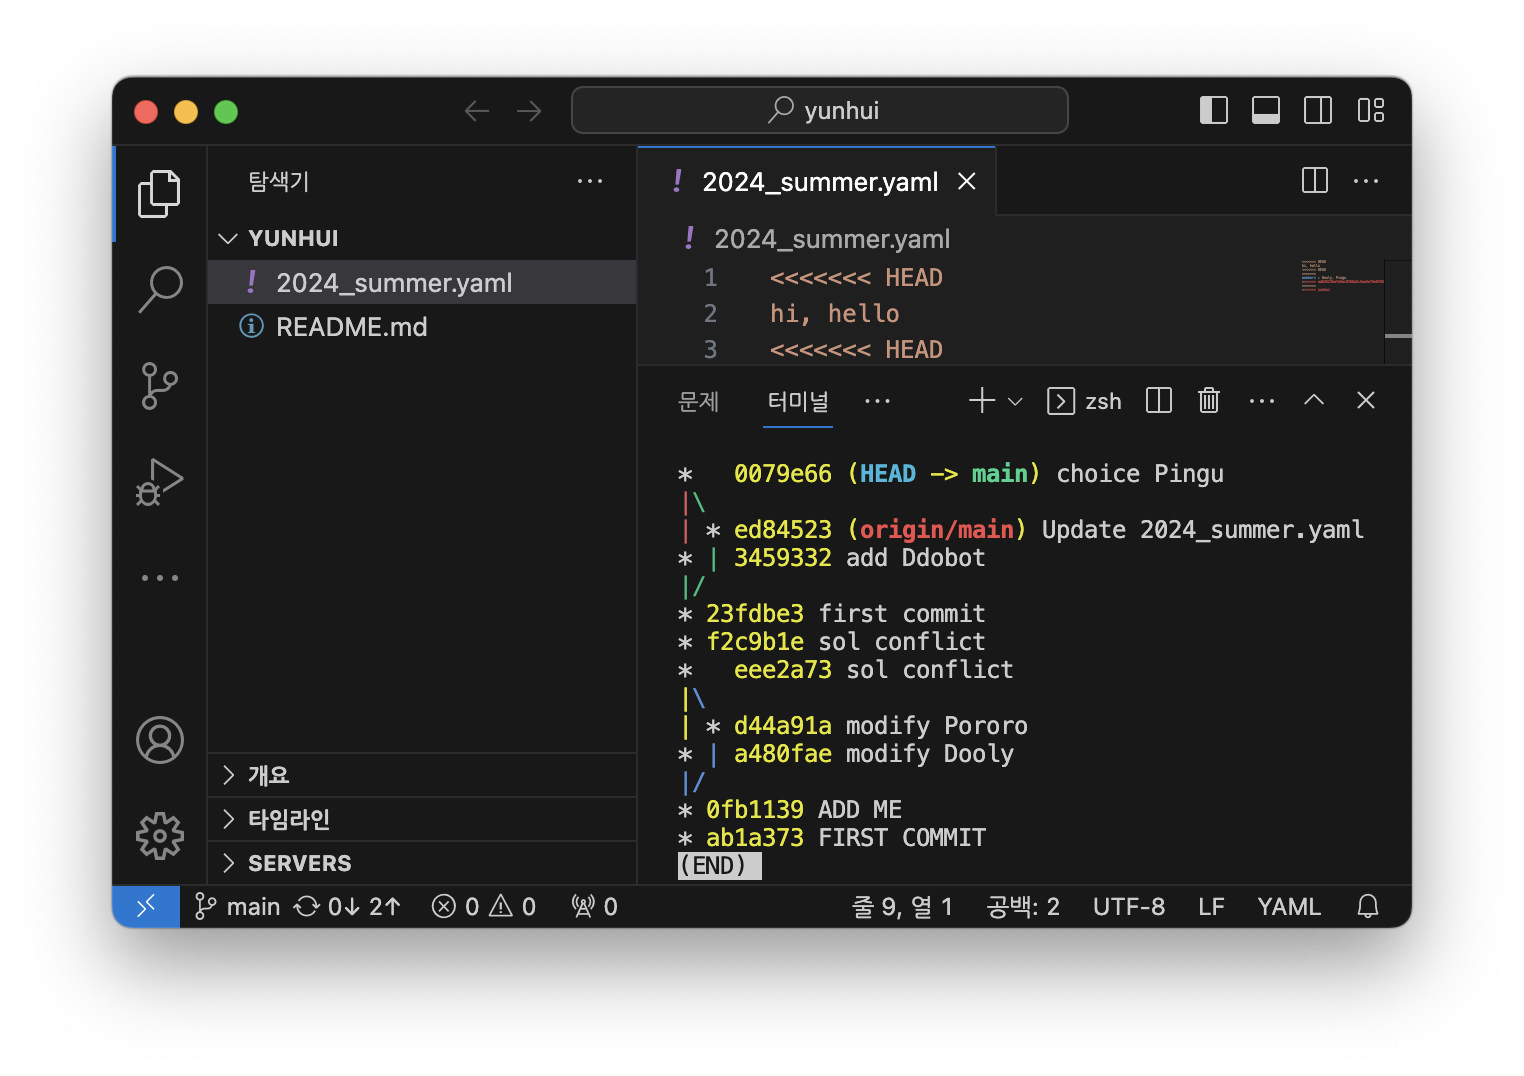 yunhui
탐색기
YUNHUI
! 2024_summer.yaml
README.md
개요
타임라인
SERVERS
! 2024_summer.yaml
! 2024_summer.yaml
1 <<<<<<< HEAD
2 hi, hello
3 <<<<<<< HEAD
문제 터미널 ··· zsh
*   0079e66 (HEAD -> main) choice Pingu
|\
| * ed84523 (origin/main) Update 2024_summer.yaml
* | 3459332 add Ddobot
|/
* 23fdbe3 first commit
* f2c9b1e sol conflict
*   eee2a73 sol conflict
|\
| * d44a91a modify Pororo
* | a480fae modify Dooly
|/
* 0fb1139 ADD ME
* ab1a373 FIRST COMMIT
(END)
main 0↓ 2↑ 0 0 0 줄 9, 열 1 공백: 2 UTF-8 LF YAML